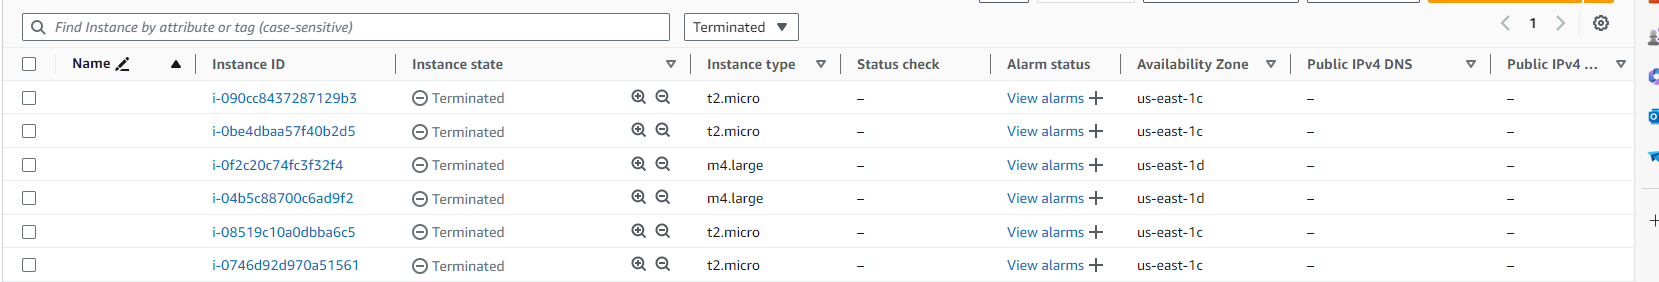 Find Instance by attribute or tag (case-sensitive) Terminated 1
Name Instance ID Instance state Instance type Status check Alarm status Availability Zone Public IPv4 DNS Public IPv4 ...
i-090cc8437287129b3 Terminated t2.micro – View alarms + us-east-1c – –
i-0be4dbaa57f40b2d5 Terminated t2.micro – View alarms + us-east-1c – –
i-0f2c20c74fc3f32f4 Terminated m4.large – View alarms + us-east-1d – –
i-04b5c88700c6ad9f2 Terminated m4.large – View alarms + us-east-1d – –
i-08519c10a0dbba6c5 Terminated t2.micro – View alarms + us-east-1c – –
i-0746d92d970a51561 Terminated t2.micro – View alarms + us-east-1c – –